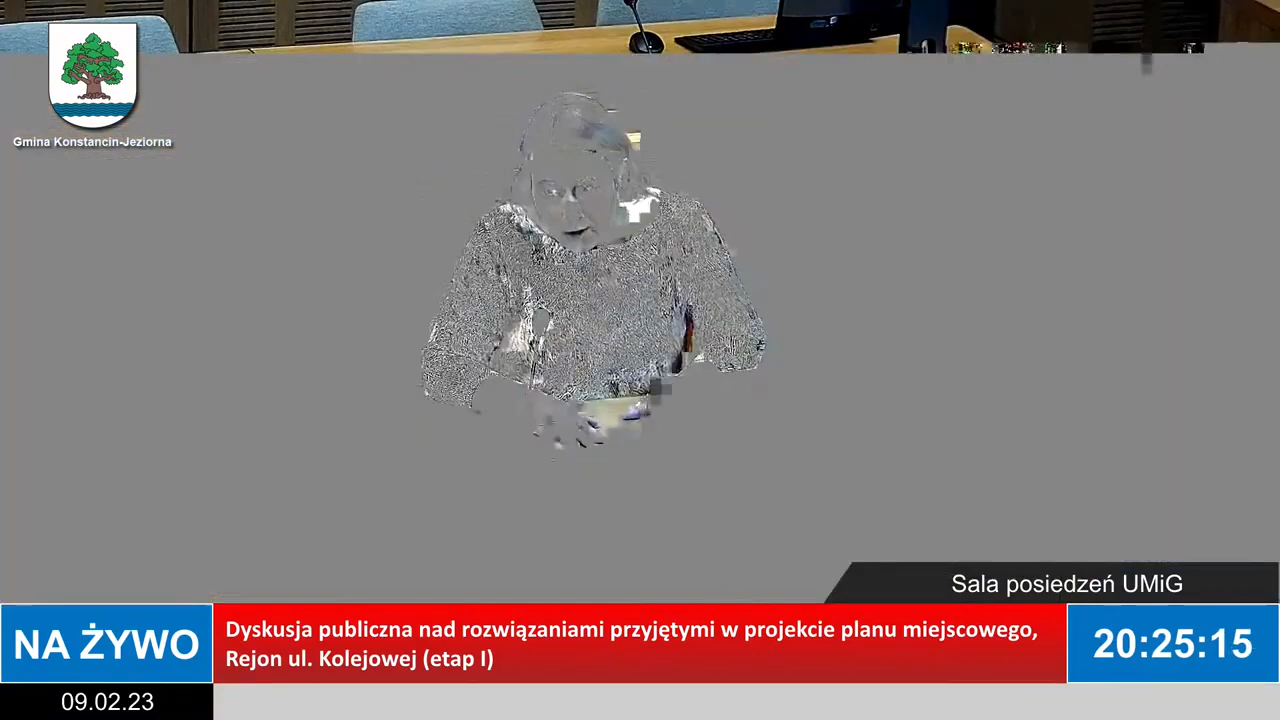 Gmina Konstancin-Jeziorna
Sala posiedzeń UMiG
NA ŻYWO
Dyskusja publiczna nad rozwiązaniami przyjętymi w projekcie planu miejscowego,
Rejon ul. Kolejowej (etap I)
20:25:15
09.02.23